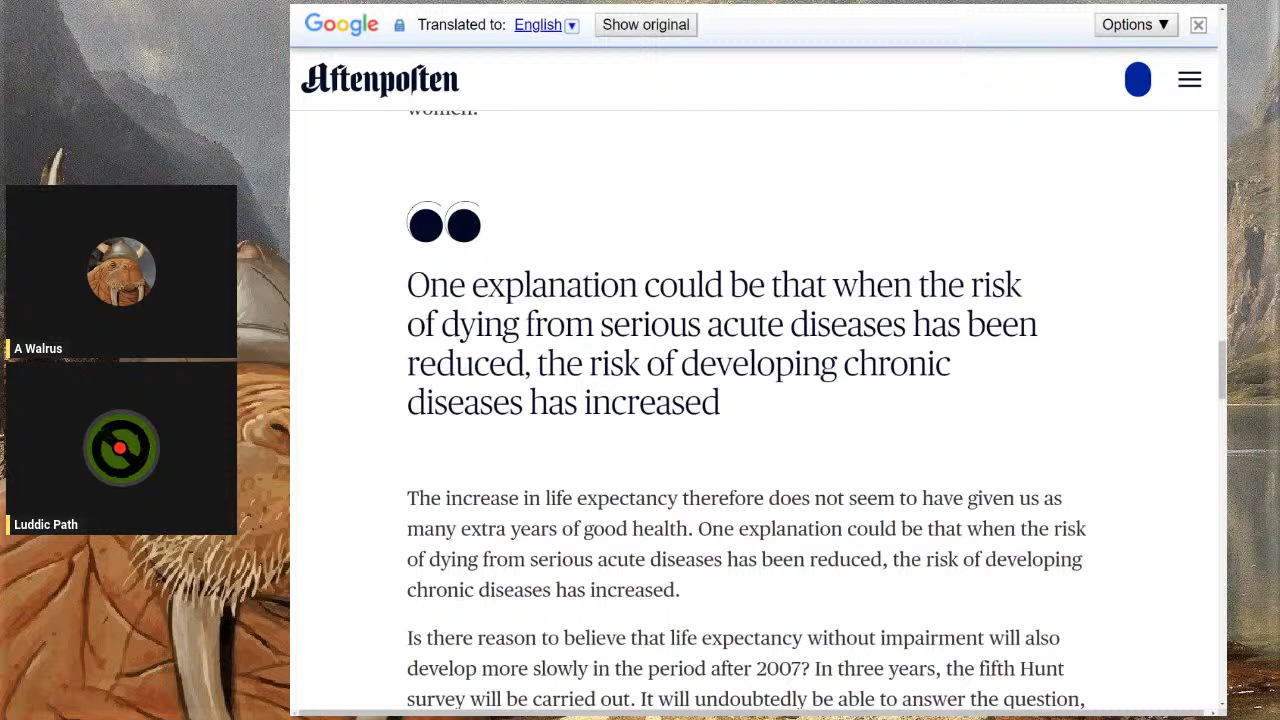 Google
Translated to: English ▼ Show original
Options ▼
Aftenposten
women.
One explanation could be that when the risk
of dying from serious acute diseases has been
reduced, the risk of developing chronic
diseases has increased
The increase in life expectancy therefore does not seem to have given us as
many extra years of good health. One explanation could be that when the risk
of dying from serious acute diseases has been reduced, the risk of developing
chronic diseases has increased.
Is there reason to believe that life expectancy without impairment will also
develop more slowly in the period after 2007? In three years, the fifth Hunt
survey will be carried out. It will undoubtedly be able to answer the question,
A Walrus
Luddic Path